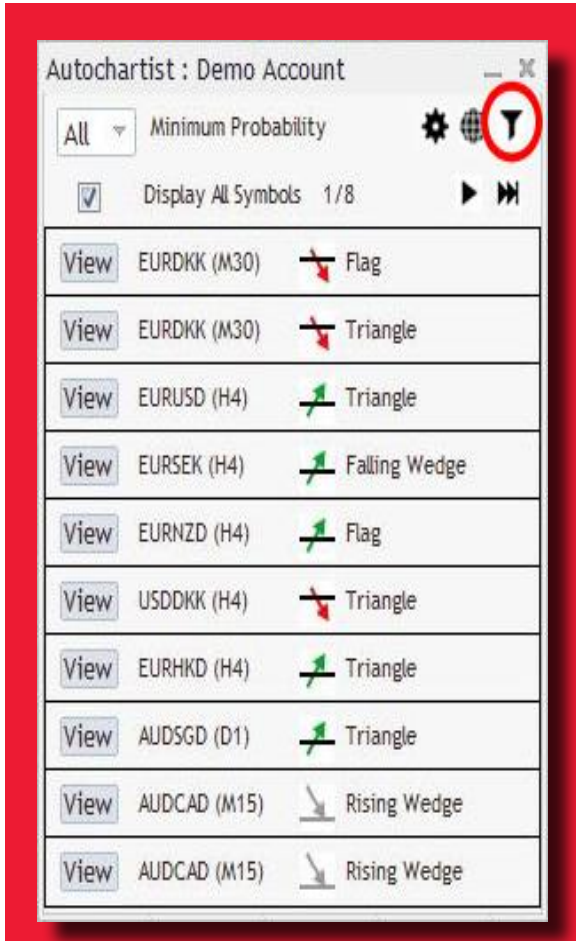 Autochartist : Demo Account
All Minimum Probability
Display All Symbols 1/8
View EURDKK (M30) Flag
View EURDKK (M30) Triangle
View EURUSD (H4) Triangle
View EURSEK (H4) Falling Wedge
View EURNZD (H4) Flag
View USDDKK (H4) Triangle
View EURHKD (H4) Triangle
View AUDSGD (D1) Triangle
View AUDCAD (M15) Rising Wedge
View AUDCAD (M15) Rising Wedge